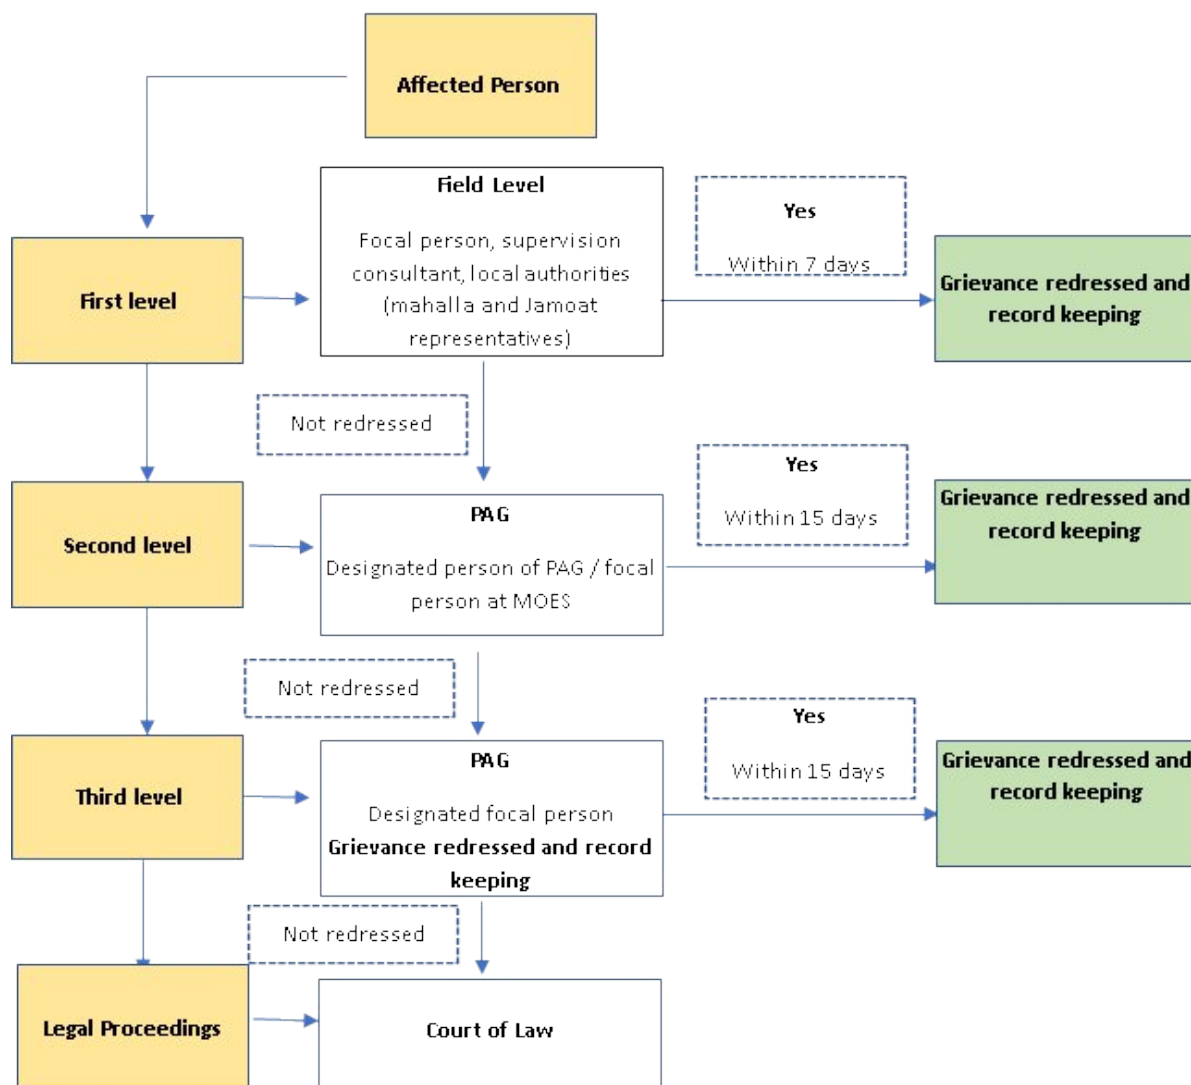 Affected Person
Field Level
Focal person, supervision
consultant, local authorities
(mahalla and Jamoat
representatives)
Yes
Within 7 days
Grievance redressed and
record keeping
First level
Not redressed
PAG
Designated person of PAG / focal
person at MOES
Yes
Within 15 days
Grievance redressed and
record keeping
Second level
Not redressed
PAG
Designated focal person
Grievance redressed and record
keeping
Yes
Within 15 days
Grievance redressed and
record keeping
Third level
Not redressed
Legal Proceedings
Court of Law